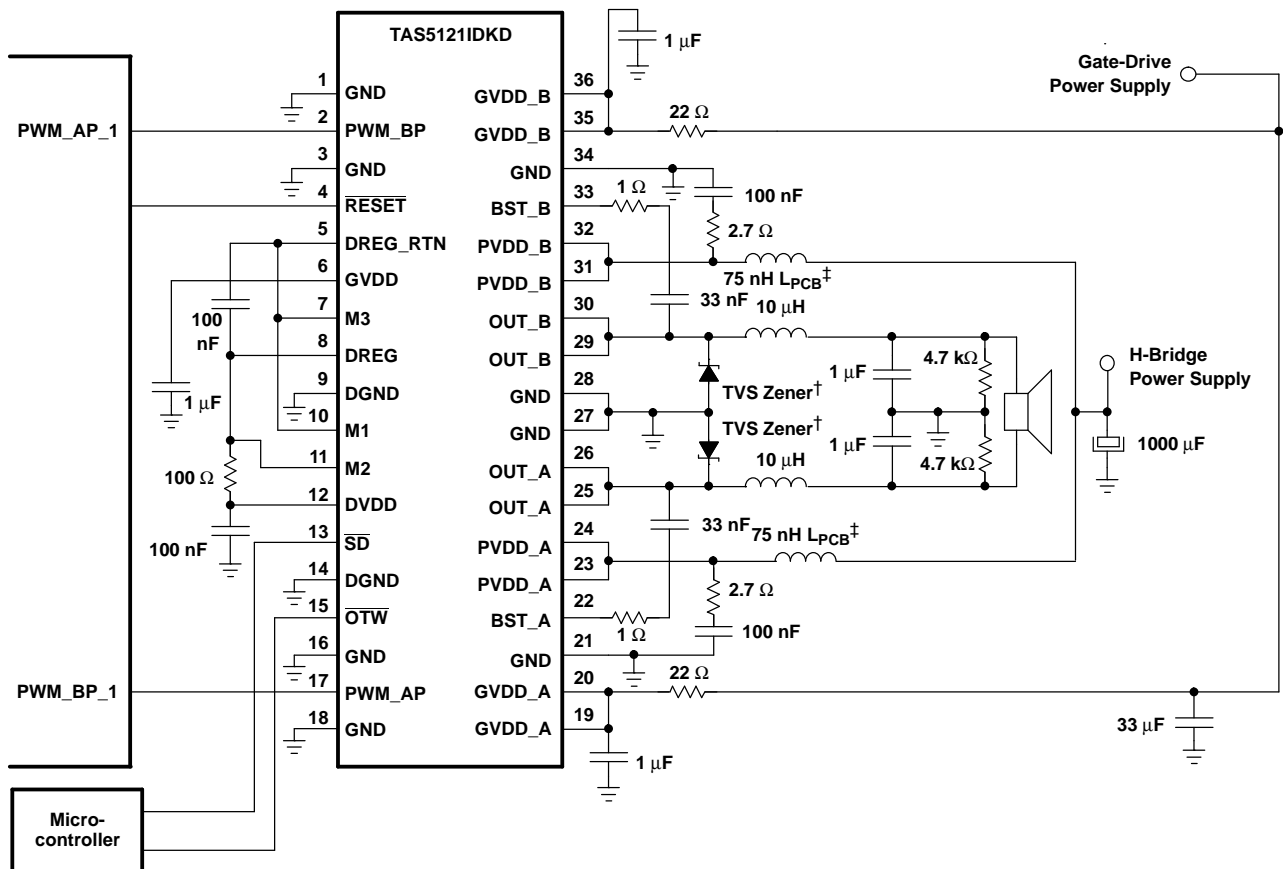 TAS5121IDKD
1 μF
Gate-Drive
Power Supply
PWM_AP_1
1
GND
2
PWM_BP
3
GND
4
RESET
5
DREG_RTN
6
GVDD
7
M3
8
DREG
9
DGND
10
M1
11
M2
12
DVDD
13
SD
14
DGND
15
OTW
16
GND
17
PWM_AP
18
GND
100
nF
1 μF
100 Ω
100 nF
PWM_BP_1
Micro-
controller
36
GVDD_B
35
GVDD_B
34
GND
33
BST_B
32
PVDD_B
31
PVDD_B
30
OUT_B
29
OUT_B
28
GND
27
GND
26
OUT_A
25
OUT_A
24
PVDD_A
23
PVDD_A
22
BST_A
21
GND
20
GVDD_A
19
GVDD_A
22 Ω
1 Ω
100 nF
2.7 Ω
75 nH LPCB‡
33 nF
10 μH
4.7 kΩ
1 μF
TVS Zener†
TVS Zener†
1 μF
10 μH
4.7 kΩ
H-Bridge
Power Supply
1000 μF
33 nF
75 nH LPCB‡
2.7 Ω
1 Ω
100 nF
22 Ω
33 μF
1 μF